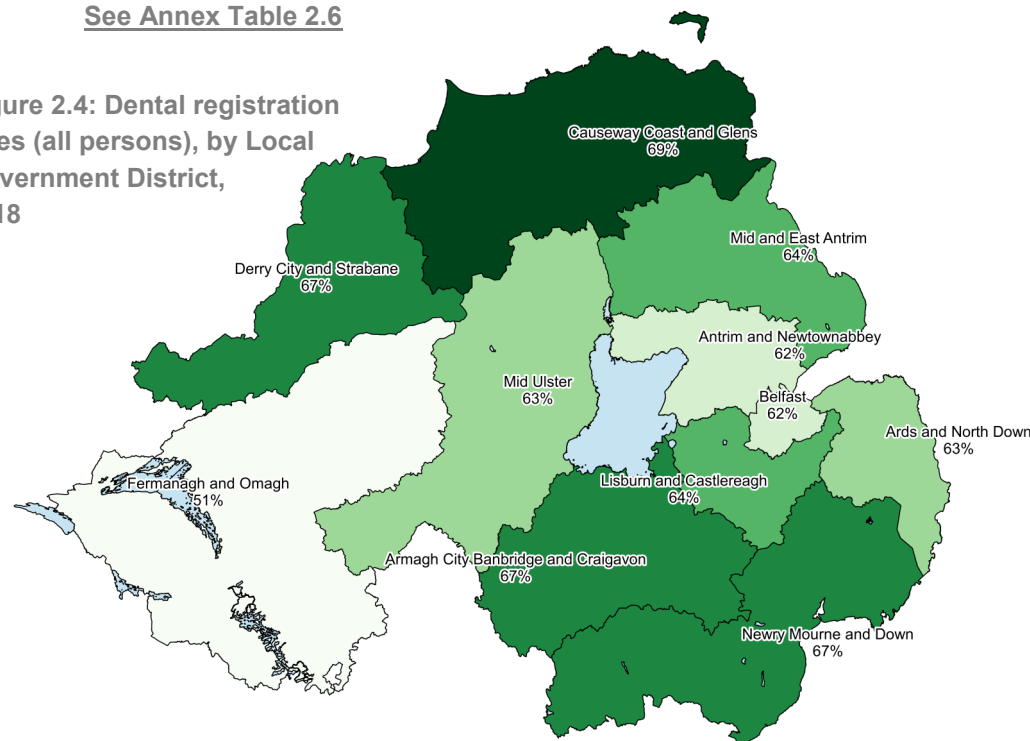 See Annex Table 2.6
gure 2.4: Dental registration
es (all persons), by Local
vernment District,
18
Causeway Coast and Glens
69%
Mid and East Antrim
64%
Derry City and Strabane
67%
Antrim and Newtownabbey
62%
Mid Ulster
63%
Belfast
62%
Ards and North Down
63%
Fermanagh and Omagh
51%
Lisburn and Castlereagh
64%
Armagh City Banbridge and Craigavon
67%
Newry Mourne and Down
67%